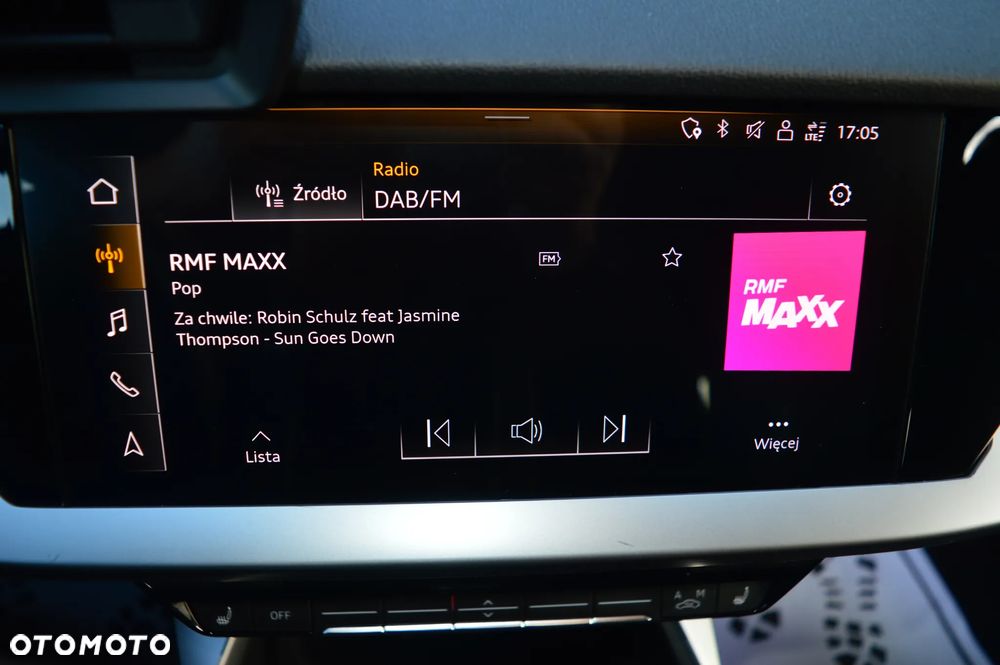 LTE 17:05
Radio
Źródło DAB/FM
RMF MAXX
FM
Pop
Za chwile: Robin Schulz feat Jasmine
Thompson - Sun Goes Down
RMF
MAXX
Lista
Więcej
OFF
A M
OTOMOTO